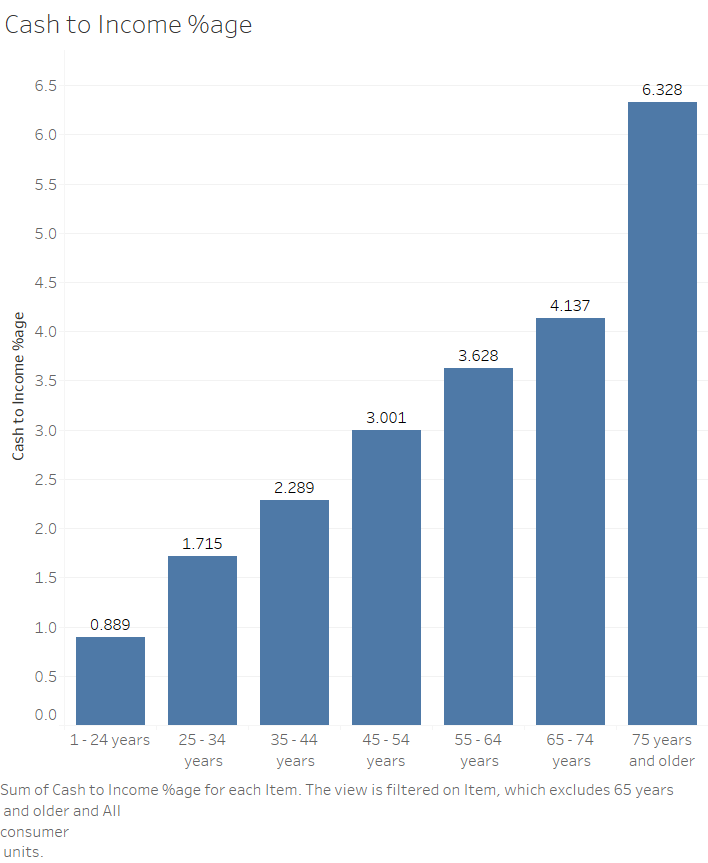 Cash to Income %age
Cash to Income %age
6.5
6.0
5.5
5.0
4.5
4.0
3.5
3.0
2.5
2.0
1.5
1.0
0.5
0.0
0.889
1.715
2.289
3.001
3.628
4.137
6.328
1 - 24 years
25 - 34
years
35 - 44
years
45 - 54
years
55 - 64
years
65 - 74
years
75 years
and older
Sum of Cash to Income %age for each Item. The view is filtered on Item, which excludes 65 years
and older and All
consumer
units.